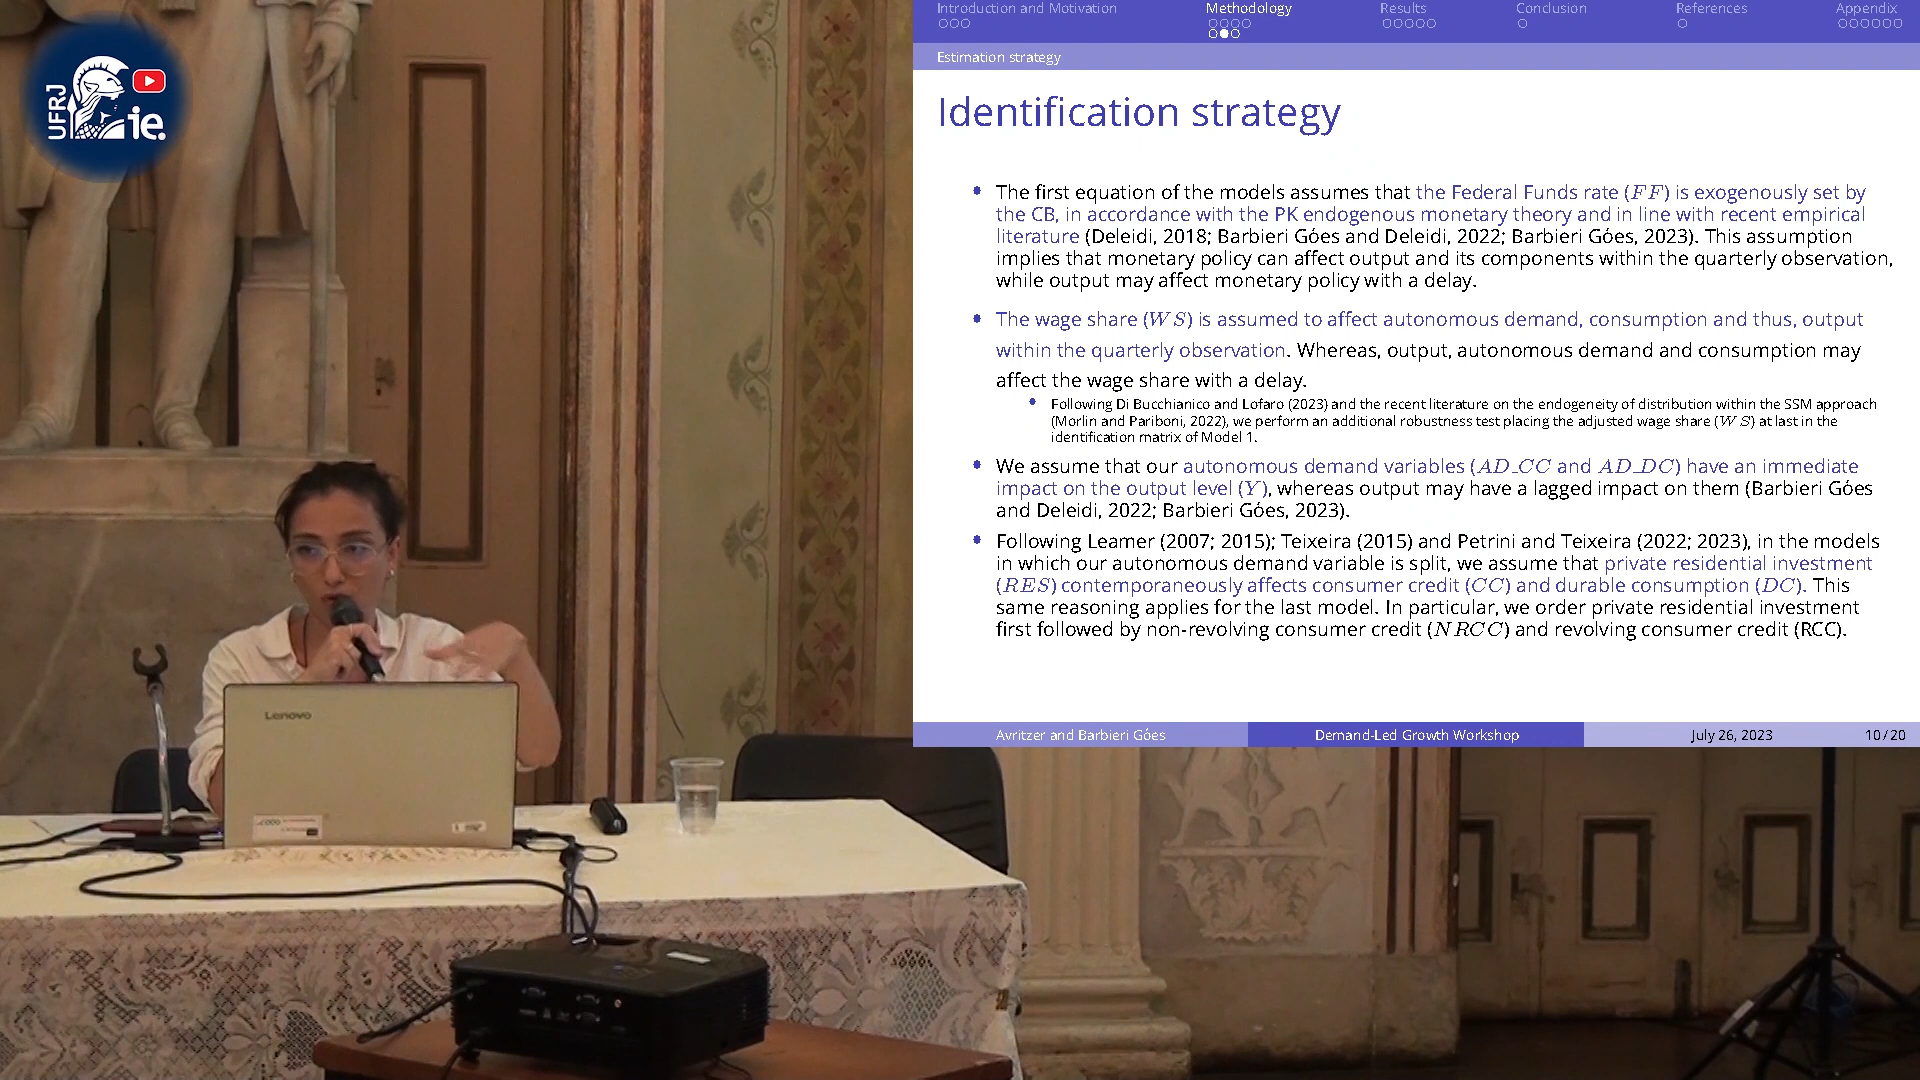 UFRJ
ie.
Introduction and Motivation
Methodology
Results
Conclusion
References
Appendix
Estimation strategy
Identification strategy
• The first equation of the models assumes that the Federal Funds rate (FF) is exogenously set by
the CB, in accordance with the PK endogenous monetary theory and in line with recent empirical
literature (Deleidi, 2018; Barbieri Góes and Deleidi, 2022; Barbieri Góes, 2023). This assumption
implies that monetary policy can affect output and its components within the quarterly observation,
while output may affect monetary policy with a delay.
• The wage share (WS) is assumed to affect autonomous demand, consumption and thus, output
within the quarterly observation. Whereas, output, autonomous demand and consumption may
affect the wage share with a delay.
• Following Di Bucchianico and Lofaro (2023) and the recent literature on the endogeneity of distribution within the SSM approach
(Morlin and Pariboni, 2022), we perform an additional robustness test placing the adjusted wage share (WS) at last in the
identification matrix of Model 1.
• We assume that our autonomous demand variables (AD_CC and AD_DC) have an immediate
impact on the output level (Y), whereas output may have a lagged impact on them (Barbieri Góes
and Deleidi, 2022; Barbieri Góes, 2023).
• Following Leamer (2007; 2015); Teixeira (2015) and Petrini and Teixeira (2022; 2023), in the models
in which our autonomous demand variable is split, we assume that private residential investment
(RES) contemporaneously affects consumer credit (CC) and durable consumption (DC). This
same reasoning applies for the last model. In particular, we order private residential investment
first followed by non-revolving consumer credit (NRCC) and revolving consumer credit (RCC).
Avritzer and Barbieri Góes
Demand-Led Growth Workshop
July 26, 2023
10/20
Lenovo